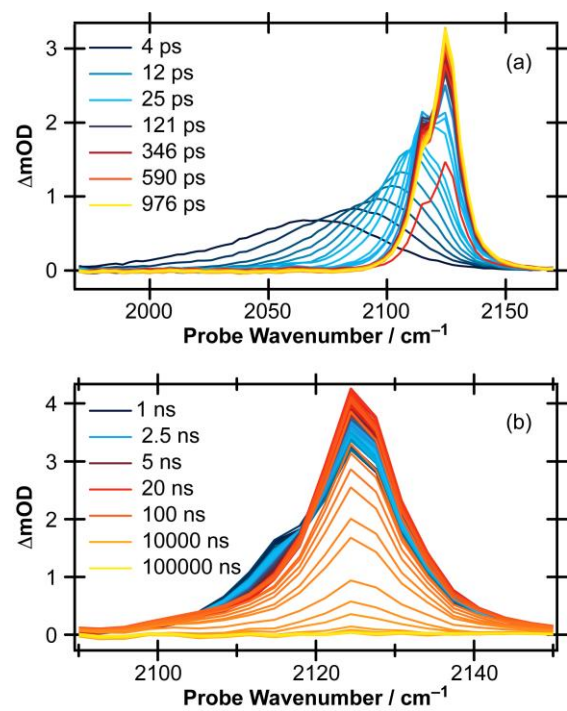 (a)
4 ps
12 ps
25 ps
121 ps
346 ps
590 ps
976 ps
3
2
1
0
ΔmOD
2000
2050
2100
2150
Probe Wavenumber / cm⁻¹
(b)
1 ns
2.5 ns
5 ns
20 ns
100 ns
10000 ns
100000 ns
4
3
2
1
0
ΔmOD
2100
2120
2140
Probe Wavenumber / cm⁻¹